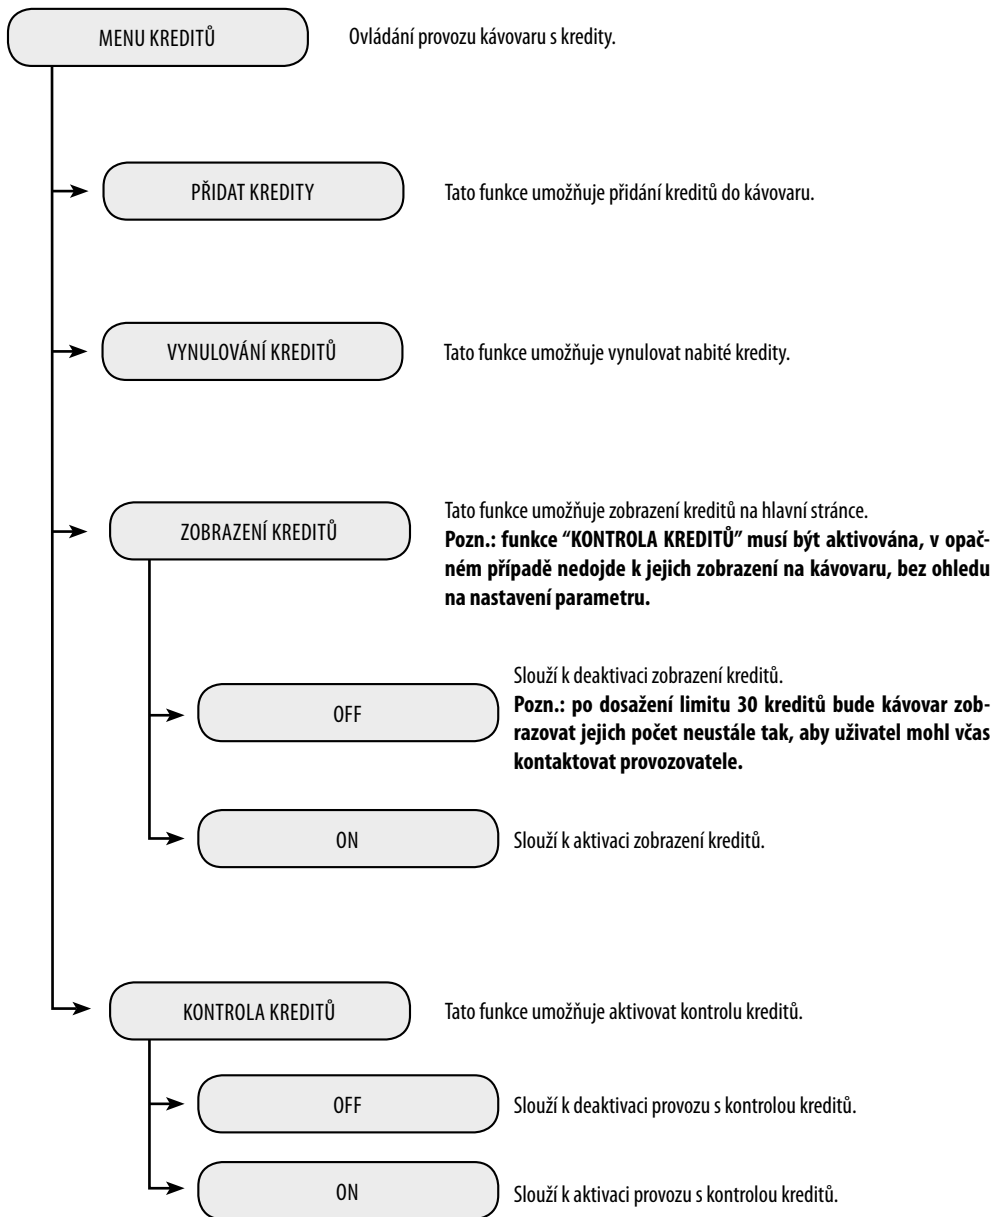 MENU KREDITŮ
Ovládání provozu kávovaru s kredity.
PŘIDAT KREDITY
Tato funkce umožňuje přidání kreditů do kávovaru.
VYNULOVÁNÍ KREDITŮ
Tato funkce umožňuje vynulovat nabité kredity.
ZOBRAZENÍ KREDITŮ
Tato funkce umožňuje zobrazení kreditů na hlavní stránce.
Pozn.: funkce “KONTROLA KREDITŮ” musí být aktivována, v opač-
ném případě nedojde k jejich zobrazení na kávovaru, bez ohledu
na nastavení parametru.
OFF
Slouží k deaktivaci zobrazení kreditů.
Pozn.: po dosažení limitu 30 kreditů bude kávovar zob-
razovat jejich počet neustále tak, aby uživatel mohl včas
kontaktovat provozovatele.
ON
Slouží k aktivaci zobrazení kreditů.
KONTROLA KREDITŮ
Tato funkce umožňuje aktivovat kontrolu kreditů.
OFF
Slouží k deaktivaci provozu s kontrolou kreditů.
ON
Slouží k aktivaci provozu s kontrolou kreditů.